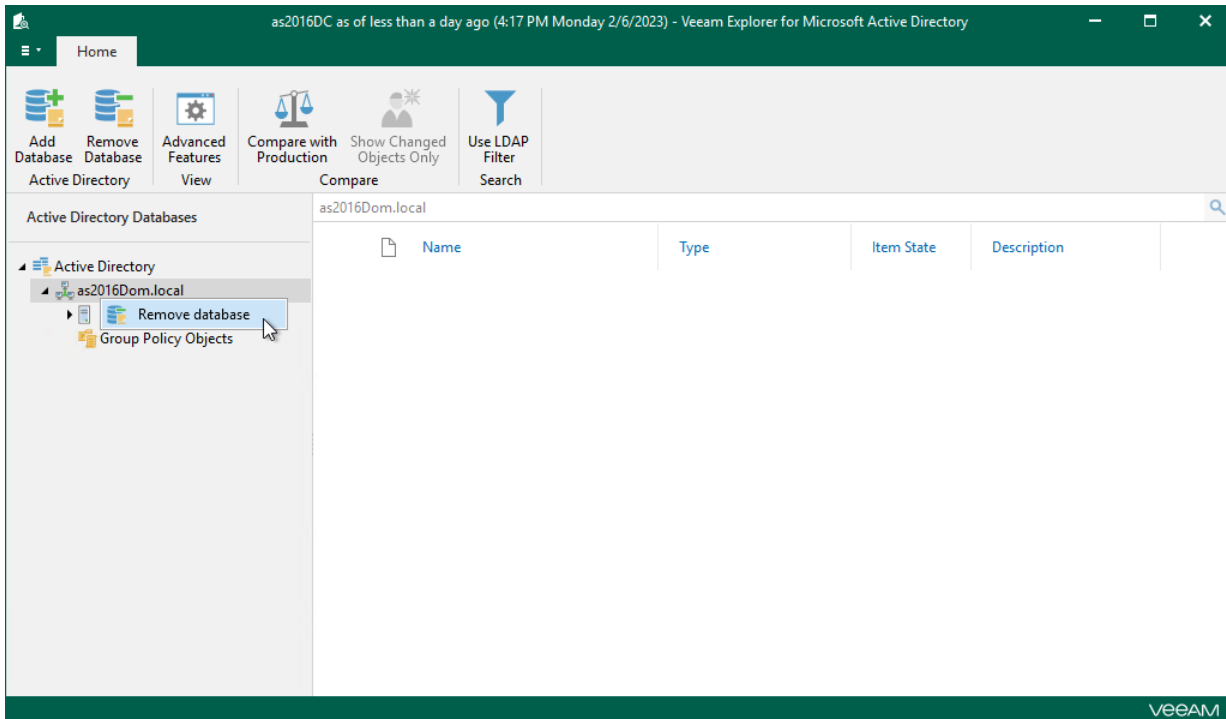 as2016DC as of less than a day ago (4:17 PM Monday 2/6/2023) - Veeam Explorer for Microsoft Active Directory
Home
Add Database
Remove Database
Advanced Features
Compare with Production
Show Changed Objects Only
Use LDAP Filter
Active Directory
View
Compare
Search
Active Directory Databases
as2016Dom.local
Name
Type
Item State
Description
Active Directory
as2016Dom.local
Remove database
Group Policy Objects
veeam